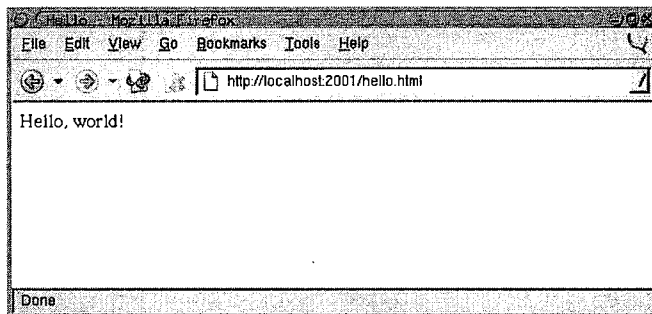 Hello - Mozilla Firefox
File Edit View Go Bookmarks Tools Help
http://localhost:2001/hello.html
Hello, world!
Done